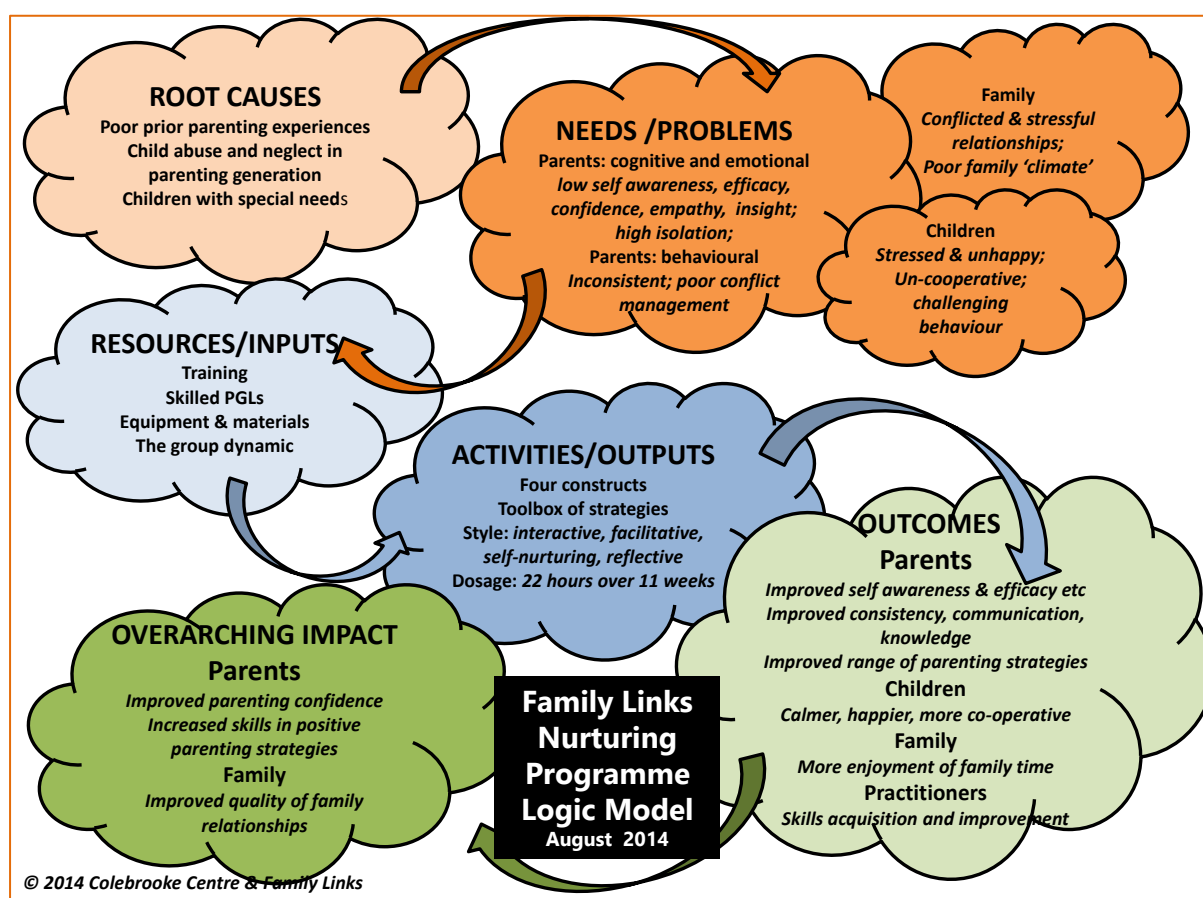 ROOT CAUSES
Poor prior parenting experiences
Child abuse and neglect in
parenting generation
Children with special needs
NEEDS /PROBLEMS
Parents: cognitive and emotional
low self awareness, efficacy,
confidence, empathy, insight;
high isolation;
Parents: behavioural
Inconsistent; poor conflict
management
Family
Conflicted & stressful
relationships;
Poor family ‘climate’
Children
Stressed & unhappy;
Un-cooperative;
challenging
behaviour
RESOURCES/INPUTS
Training
Skilled PGLs
Equipment & materials
The group dynamic
ACTIVITIES/OUTPUTS
Four constructs
Toolbox of strategies
Style: interactive, facilitative,
self-nurturing, reflective
Dosage: 22 hours over 11 weeks
OUTCOMES
Parents
Improved self awareness & efficacy etc
Improved consistency, communication,
knowledge
Improved range of parenting strategies
Children
Calmer, happier, more co-operative
Family
More enjoyment of family time
Practitioners
Skills acquisition and improvement
OVERARCHING IMPACT
Parents
Improved parenting confidence
Increased skills in positive
parenting strategies
Family
Improved quality of family
relationships
Family Links
Nurturing
Programme
Logic Model
August 2014
© 2014 Colebrooke Centre & Family Links